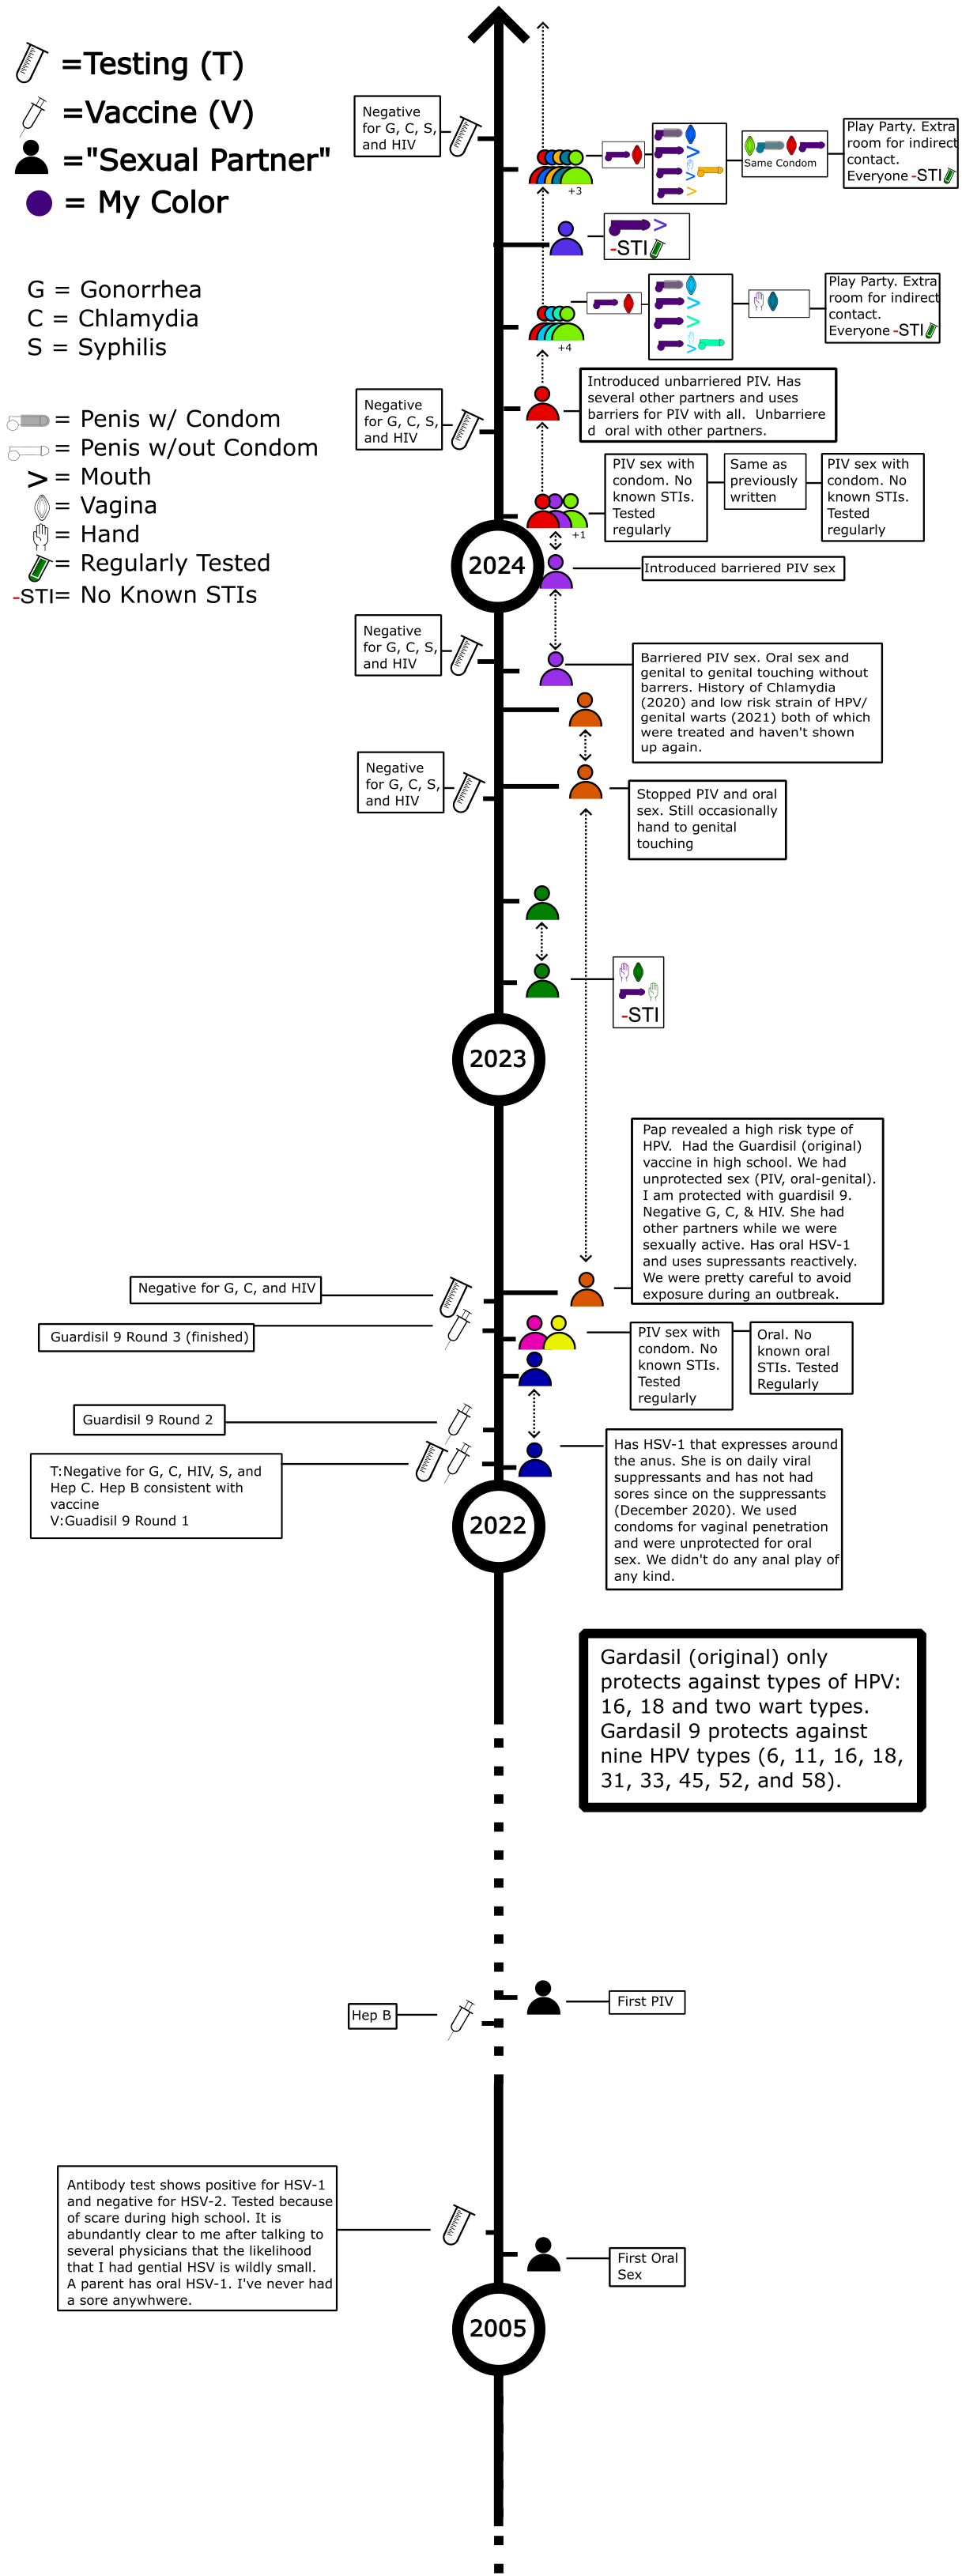 =Testing (T)
=Vaccine (V)
="Sexual Partner"
= My Color
G = Gonorrhea
C = Chlamydia
S = Syphilis
= Penis w/ Condom
= Penis w/out Condom
> = Mouth
= Vagina
= Hand
= Regularly Tested
-STI= No Known STIs
Negative
for G, C, S,
and HIV
+3
>
>
>
Same Condom
Play Party. Extra
room for indirect
contact.
Everyone -STI
>
-STI
+4
>
>
>
Play Party. Extra
room for indirect
contact.
Everyone -STI
Negative
for G, C, S,
and HIV
Introduced unbarriered PIV. Has
several other partners and uses
barriers for PIV with all.  Unbarriere
d  oral with other partners.
+1
PIV sex with
condom. No
known STIs.
Tested
regularly
Same as
previously
written
PIV sex with
condom. No
known STIs.
Tested
regularly
2024
Introduced barriered PIV sex
Negative
for G, C, S,
and HIV
Barriered PIV sex. Oral sex and
genital to genital touching without
barrers. History of Chlamydia
(2020) and low risk strain of HPV/
genital warts (2021) both of which
were treated and haven't shown
up again.
Negative
for G, C, S,
and HIV
Stopped PIV and oral
sex. Still occasionally
hand to genital
touching
-STI
2023
Pap revealed a high risk type of
HPV.  Had the Guardisil (original)
vaccine in high school. We had
unprotected sex (PIV, oral-genital).
I am protected with guardisil 9.
Negative G, C, & HIV. She had
other partners while we were
sexually active. Has oral HSV-1
and uses supressants reactively.
We were pretty careful to avoid
exposure during an outbreak.
Negative for G, C, and HIV
Guardisil 9 Round 3 (finished)
PIV sex with
condom. No
known STIs.
Tested
regularly
Oral. No
known oral
STIs. Tested
Regularly
Guardisil 9 Round 2
T:Negative for G, C, HIV, S, and
Hep C. Hep B consistent with
vaccine
V:Guadisil 9 Round 1
Has HSV-1 that expresses around
the anus. She is on daily viral
suppressants and has not had
sores since on the suppressants
(December 2020). We used
condoms for vaginal penetration
and were unprotected for oral
sex. We didn't do any anal play of
any kind.
2022
Gardasil (original) only
protects against types of HPV:
16, 18 and two wart types.
Gardasil 9 protects against
nine HPV types (6, 11, 16, 18,
31, 33, 45, 52, and 58).
First PIV
Hep B
Antibody test shows positive for HSV-1
and negative for HSV-2. Tested because
of scare during high school. It is
abundantly clear to me after talking to
several physicians that the likelihood
that I had gential HSV is wildly small.
A parent has oral HSV-1. I've never had
a sore anywhwere.
First Oral
Sex
2005